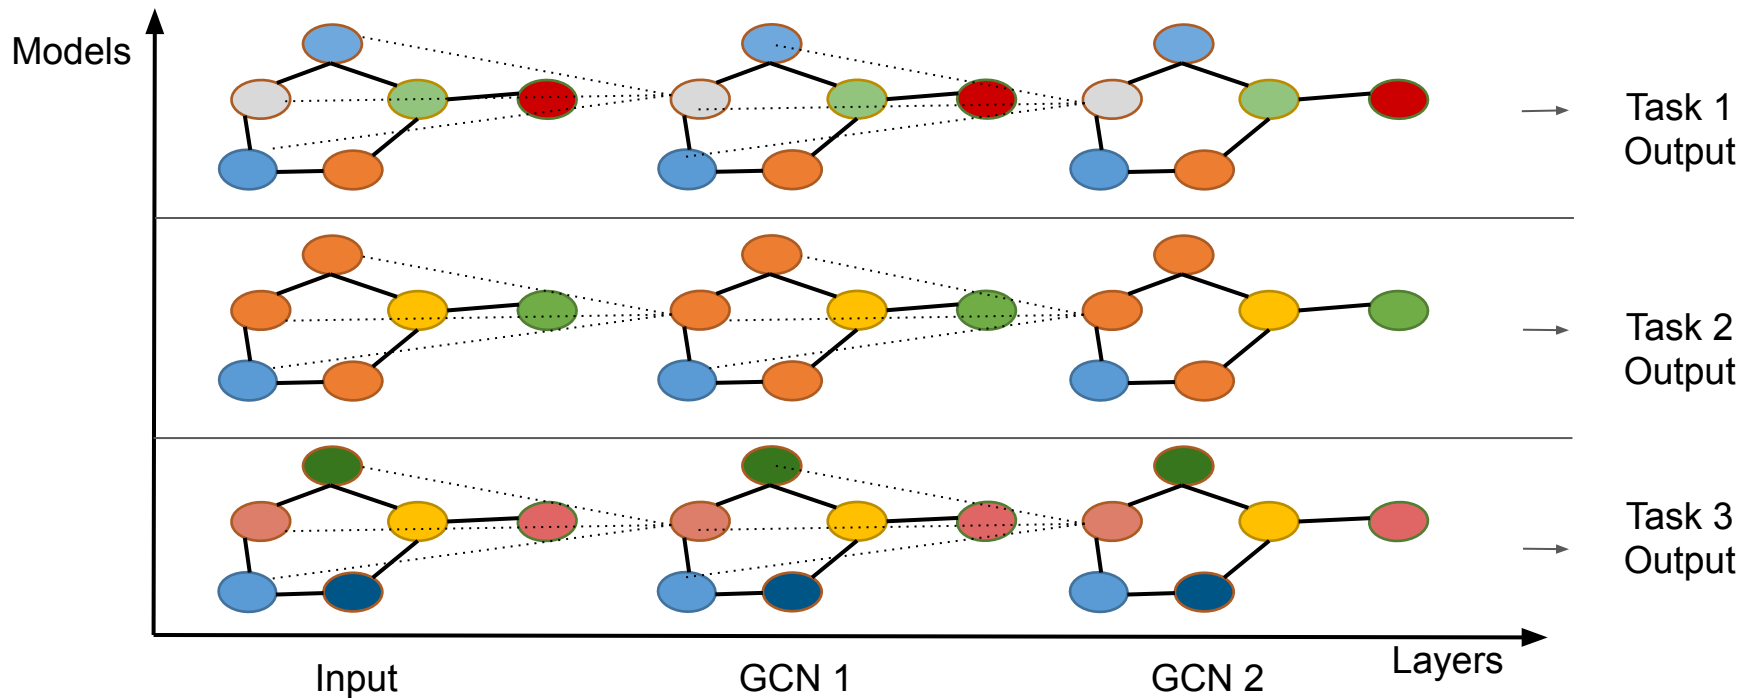 Models
Task 1
Output
Task 2
Output
Task 3
Output
Layers
Input
GCN 1
GCN 2